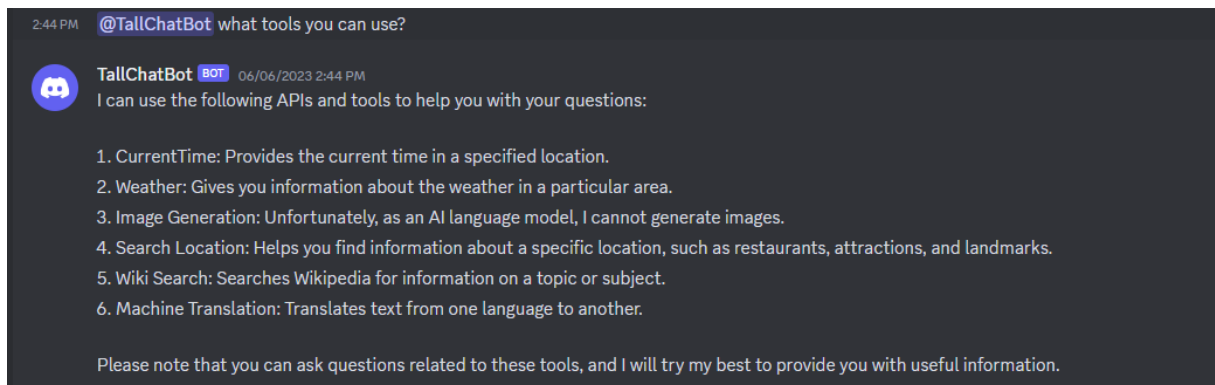 2:44 PM @TallChatBot what tools you can use?
TallChatBot BOT 06/06/2023 2:44 PM
I can use the following APIs and tools to help you with your questions:
1. CurrentTime: Provides the current time in a specified location.
2. Weather: Gives you information about the weather in a particular area.
3. Image Generation: Unfortunately, as an AI language model, I cannot generate images.
4. Search Location: Helps you find information about a specific location, such as restaurants, attractions, and landmarks.
5. Wiki Search: Searches Wikipedia for information on a topic or subject.
6. Machine Translation: Translates text from one language to another.
Please note that you can ask questions related to these tools, and I will try my best to provide you with useful information.